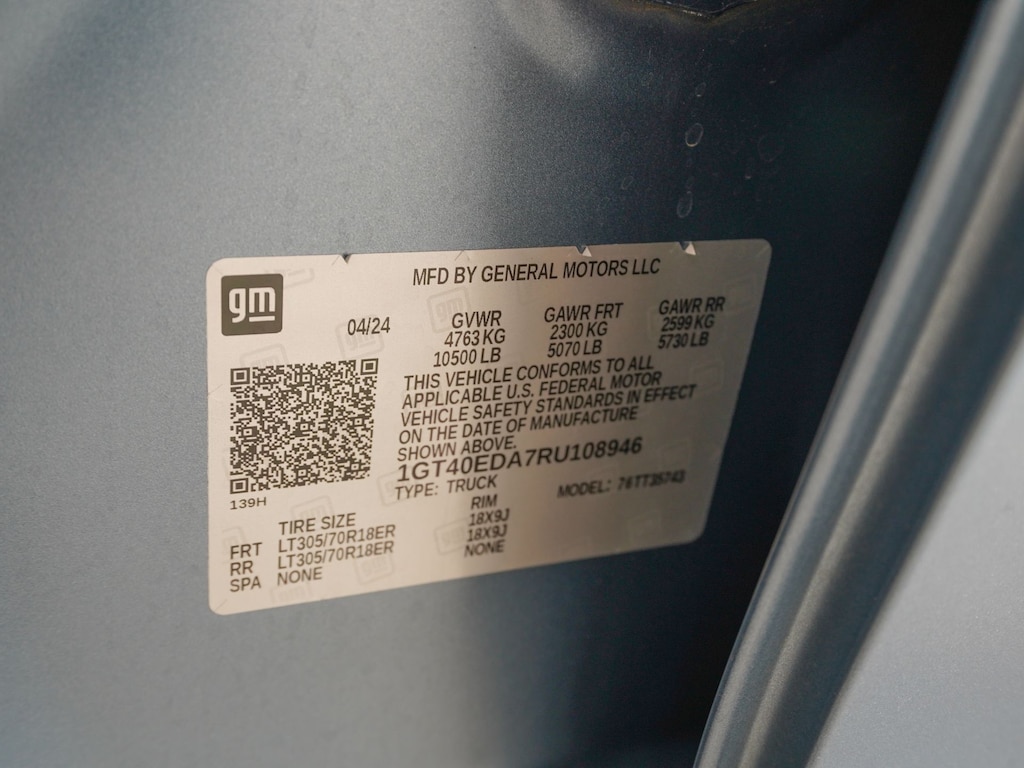 gm
MFD BY GENERAL MOTORS LLC
04/24
GVWR GAWR FRT GAWR RR
4763 KG 2300 KG 2599 KG
10500 LB 5070 LB 5730 LB
THIS VEHICLE CONFORMS TO ALL
APPLICABLE U.S. FEDERAL MOTOR
VEHICLE SAFETY STANDARDS IN EFFECT
ON THE DATE OF MANUFACTURE
SHOWN ABOVE.
1GT40EDA7RU108946
TYPE: TRUCK MODEL:
139H
TIRE SIZE RIM
FRT LT305/70R18ER 18X9J
RR LT305/70R18ER 18X9J
SPA NONE NONE